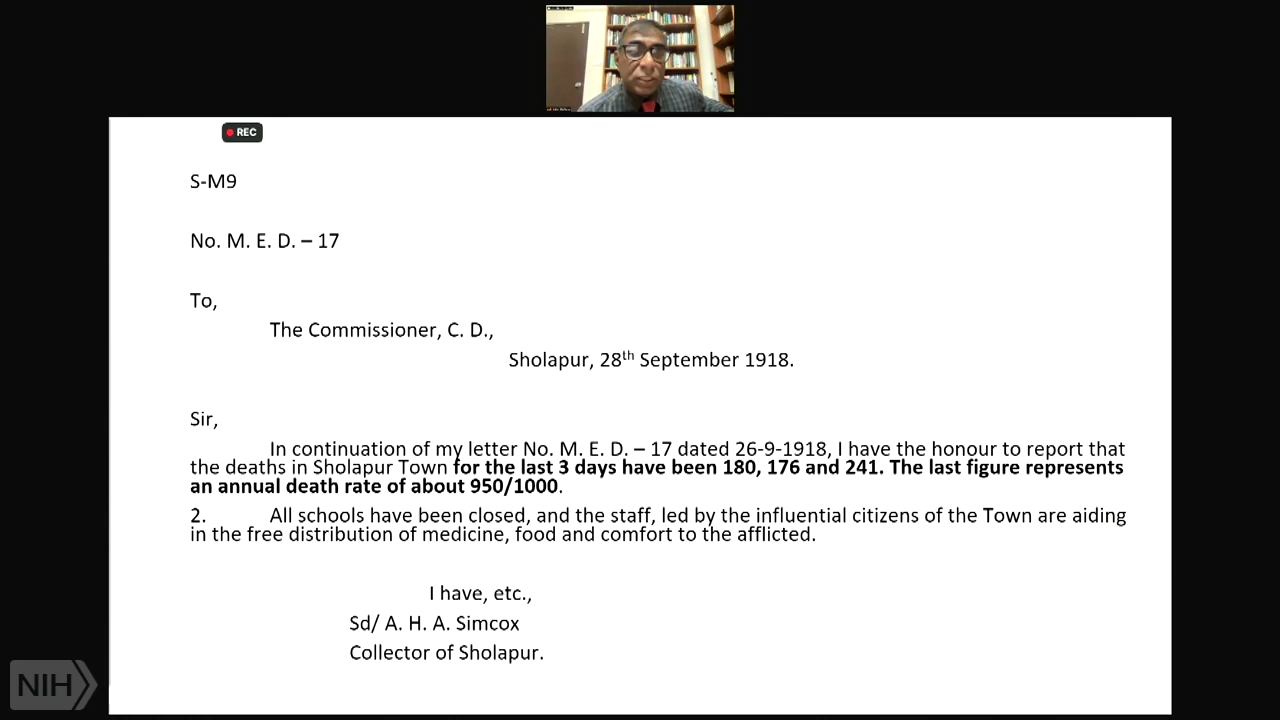 REC
S-M9
No. M. E. D. – 17
To,
The Commissioner, C. D.,
Sholapur, 28th September 1918.
Sir,
In continuation of my letter No. M. E. D. – 17 dated 26-9-1918, I have the honour to report that
the deaths in Sholapur Town for the last 3 days have been 180, 176 and 241. The last figure represents
an annual death rate of about 950/1000.
2. All schools have been closed, and the staff, led by the influential citizens of the Town are aiding
in the free distribution of medicine, food and comfort to the afflicted.
I have, etc.,
Sd/ A. H. A. Simcox
Collector of Sholapur.
NIH